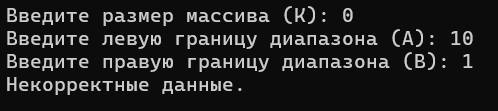 Введите размер массива (К): 0
Введите левую границу диапазона (А): 10
Введите правую границу диапазона (В): 1
Некорректные данные.